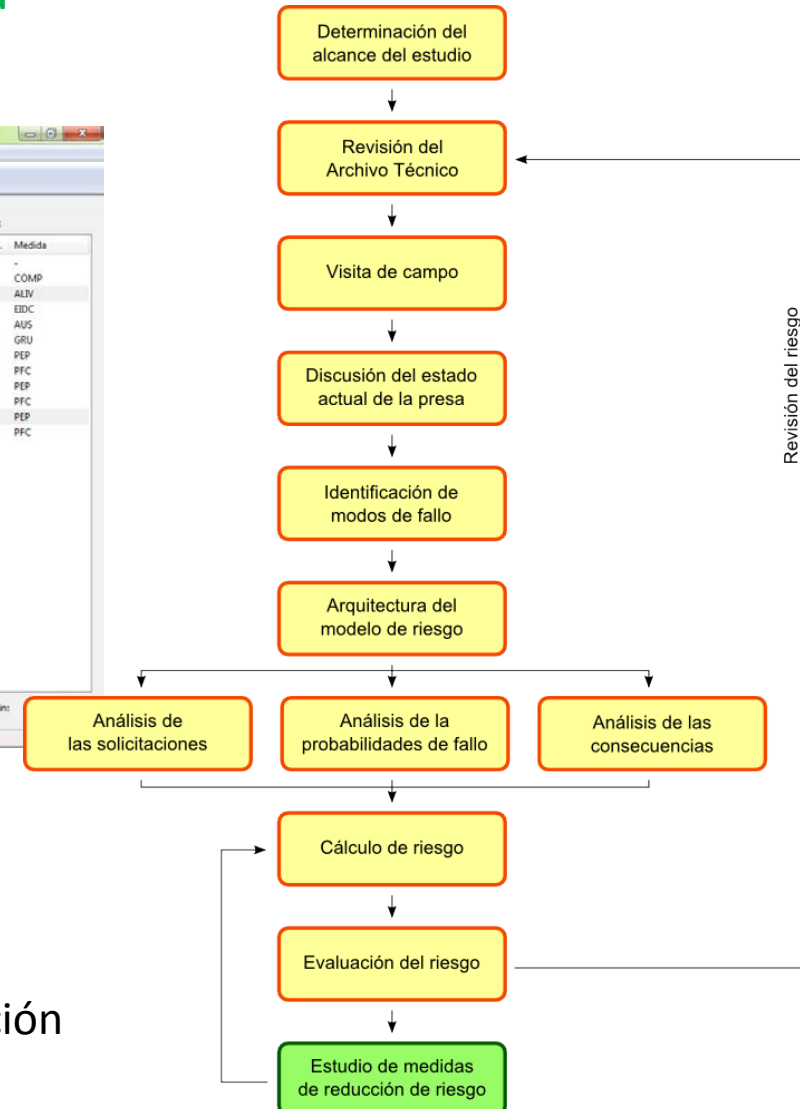 Determinación del
alcance del estudio
Revisión del
Archivo Técnico
Visita de campo
Discusión del estado
actual de la presa
Identificación de
modos de fallo
Arquitectura del
modelo de riesgo
Análisis de
las solicitaciones
Análisis de la
probabilidades de fallo
Análisis de las
consecuencias
Cálculo de riesgo
Evaluación del riesgo
Estudio de medidas
de reducción de riesgo
Revisión del riesgo
Medida
-
COMP
ALIV
EIDC
AUS
GRU
PEP
PFC
PEP
PFC
PEP
PFC
ión